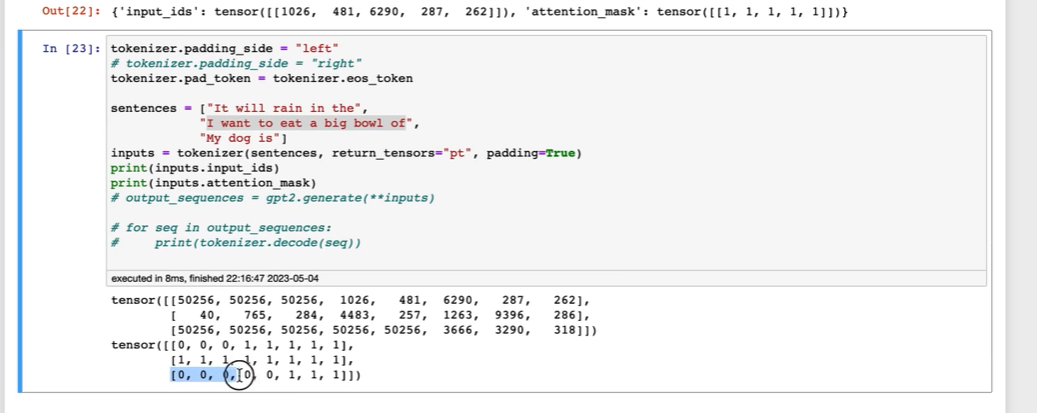 Out[22]: {'input_ids': tensor([[1026,  481, 6290,  287,  262]]), 'attention_mask': tensor([[1, 1, 1, 1, 1]])}
In [23]: tokenizer.padding_side = "left"
# tokenizer.padding_side = "right"
tokenizer.pad_token = tokenizer.eos_token
sentences = ["It will rain in the",
"I want to eat a big bowl of",
"My dog is"]
inputs = tokenizer(sentences, return_tensors="pt", padding=True)
print(inputs.input_ids)
print(inputs.attention_mask)
# output_sequences = gpt2.generate(**inputs)
# for seq in output_sequences:
#     print(tokenizer.decode(seq))
executed in 8ms, finished 22:16:47 2023-05-04
tensor([[50256, 50256, 50256,  1026,   481,  6290,   287,   262],
[   40,   765,   284,  4483,   257,  1263,  9396,   286],
[50256, 50256, 50256, 50256, 50256,  3666,  3290,   318]])
tensor([[0, 0, 0, 1, 1, 1, 1, 1],
[1, 1, 1, 1, 1, 1, 1, 1],
[0, 0, 0, 0, 0, 1, 1, 1]])